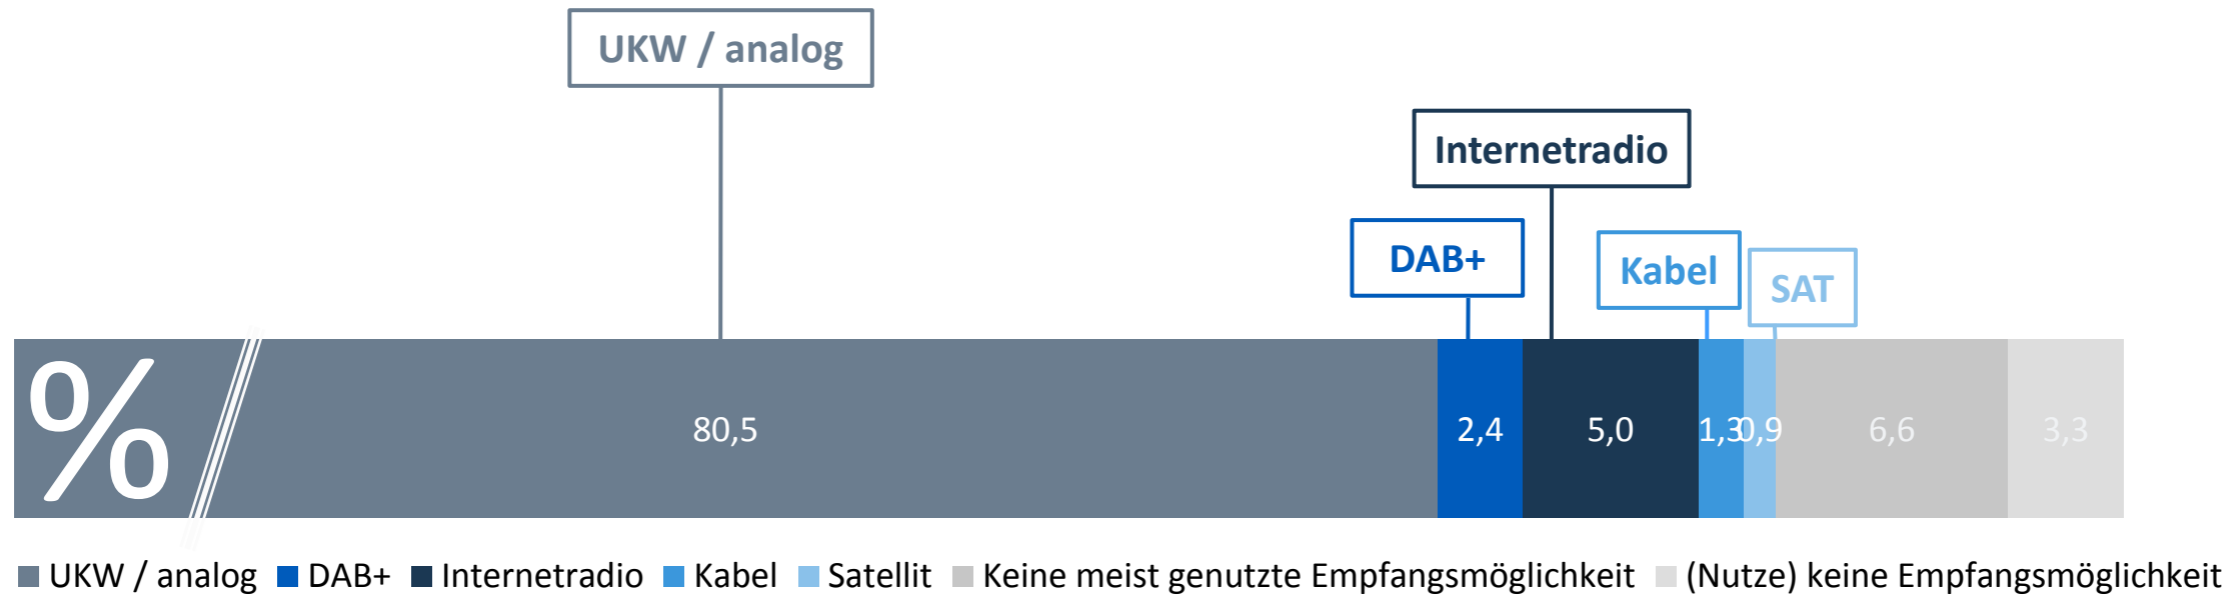 UKW / analog
Internetradio
DAB+
Kabel
SAT
%
80,5
2,4
5,0
1,3
0,9
6,6
3,3
UKW / analog DAB+ Internetradio Kabel Satellit Keine meist genutzte Empfangsmöglichkeit (Nutze) keine Empfangsmöglichkeit